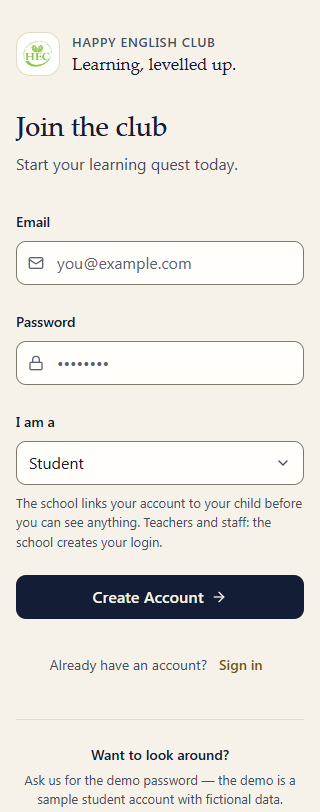 HEC
HAPPY ENGLISH CLUB
Learning, levelled up.
Join the club
Start your learning quest today.
Email
you@example.com
Password
••••••••
I am a
Student
The school links your account to your child before
you can see anything. Teachers and staff: the
school creates your login.
Create Account →
Already have an account? Sign in
Want to look around?
Ask us for the demo password — the demo is a
sample student account with fictional data.